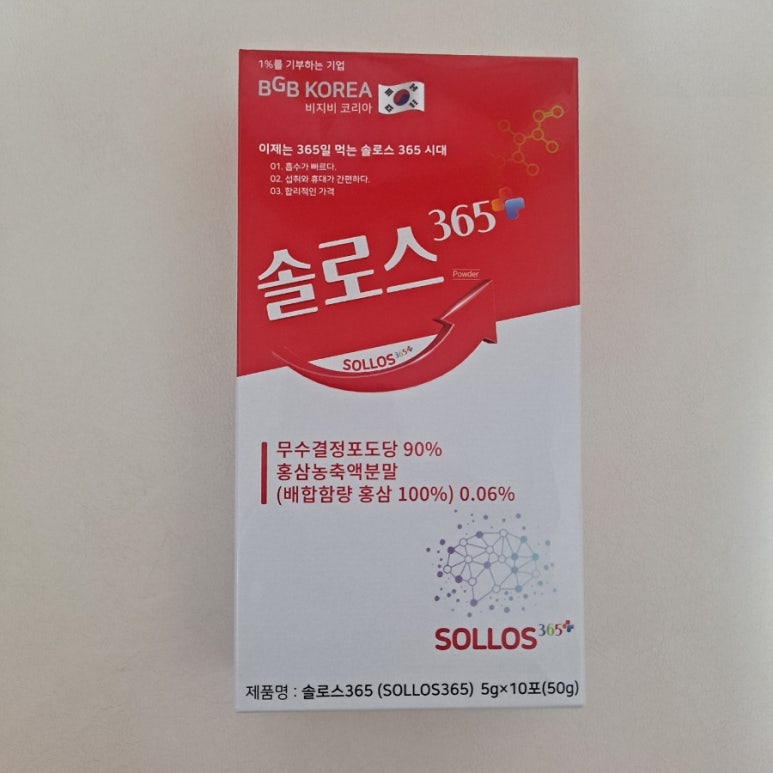 1%를 기부하는 기업
BGB KOREA
비지비 코리아
이제는 365일 먹는 솔로스 365 시대
01. 흡수가 빠르다.
02. 섭취와 휴대가 간편하다.
03. 합리적인 가격
솔로스365
Powder
SOLLOS365
무수결정포도당 90%
홍삼농축액분말
(배합함량 홍삼 100%) 0.06%
SOLLOS365
제품명 : 솔로스365 (SOLLOS365) 5g×10포(50g)